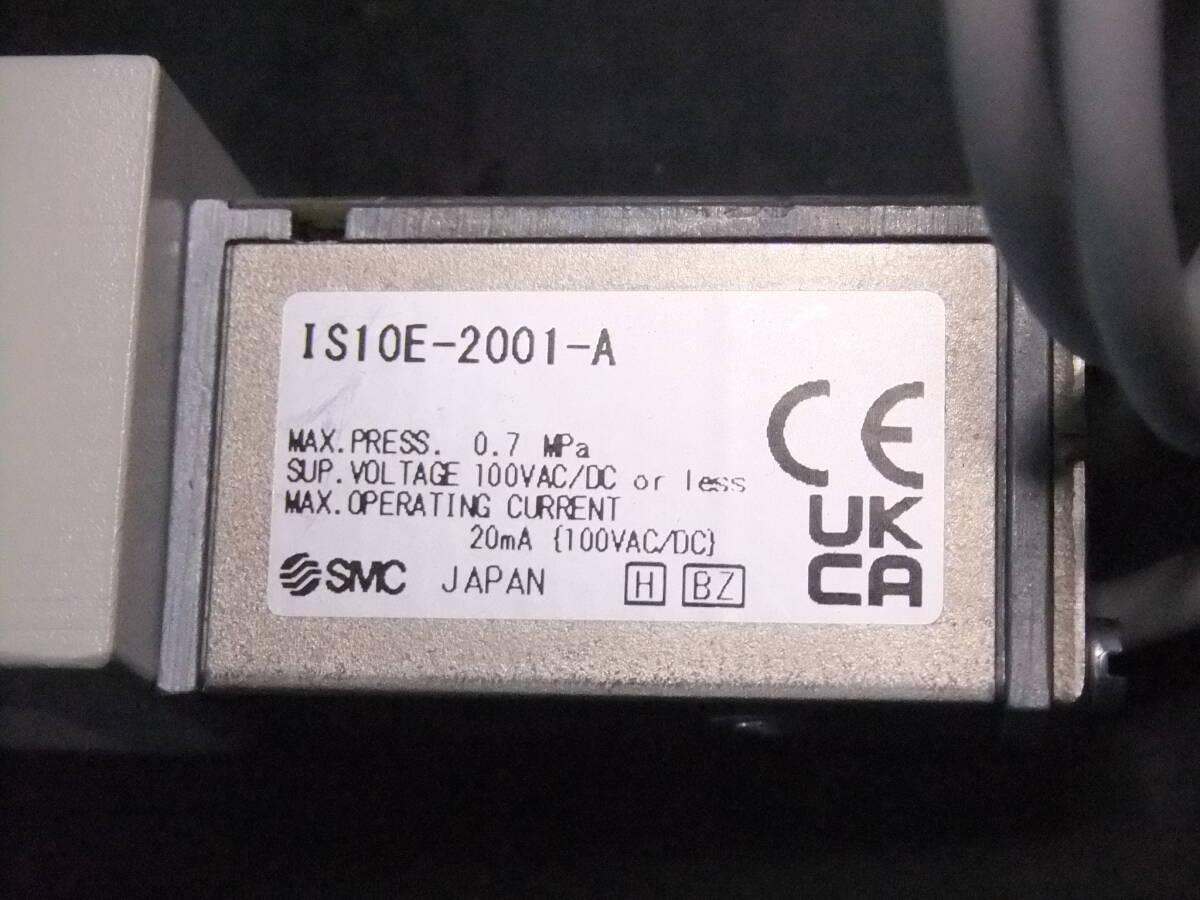 IS10E-2001-A
MAX.PRESS. 0.7 MPa
SUP.VOLTAGE 100VAC/DC or less
MAX.OPERATING CURRENT
20mA {100VAC/DC}
SMC JAPAN H BZ
CE
UK
CA